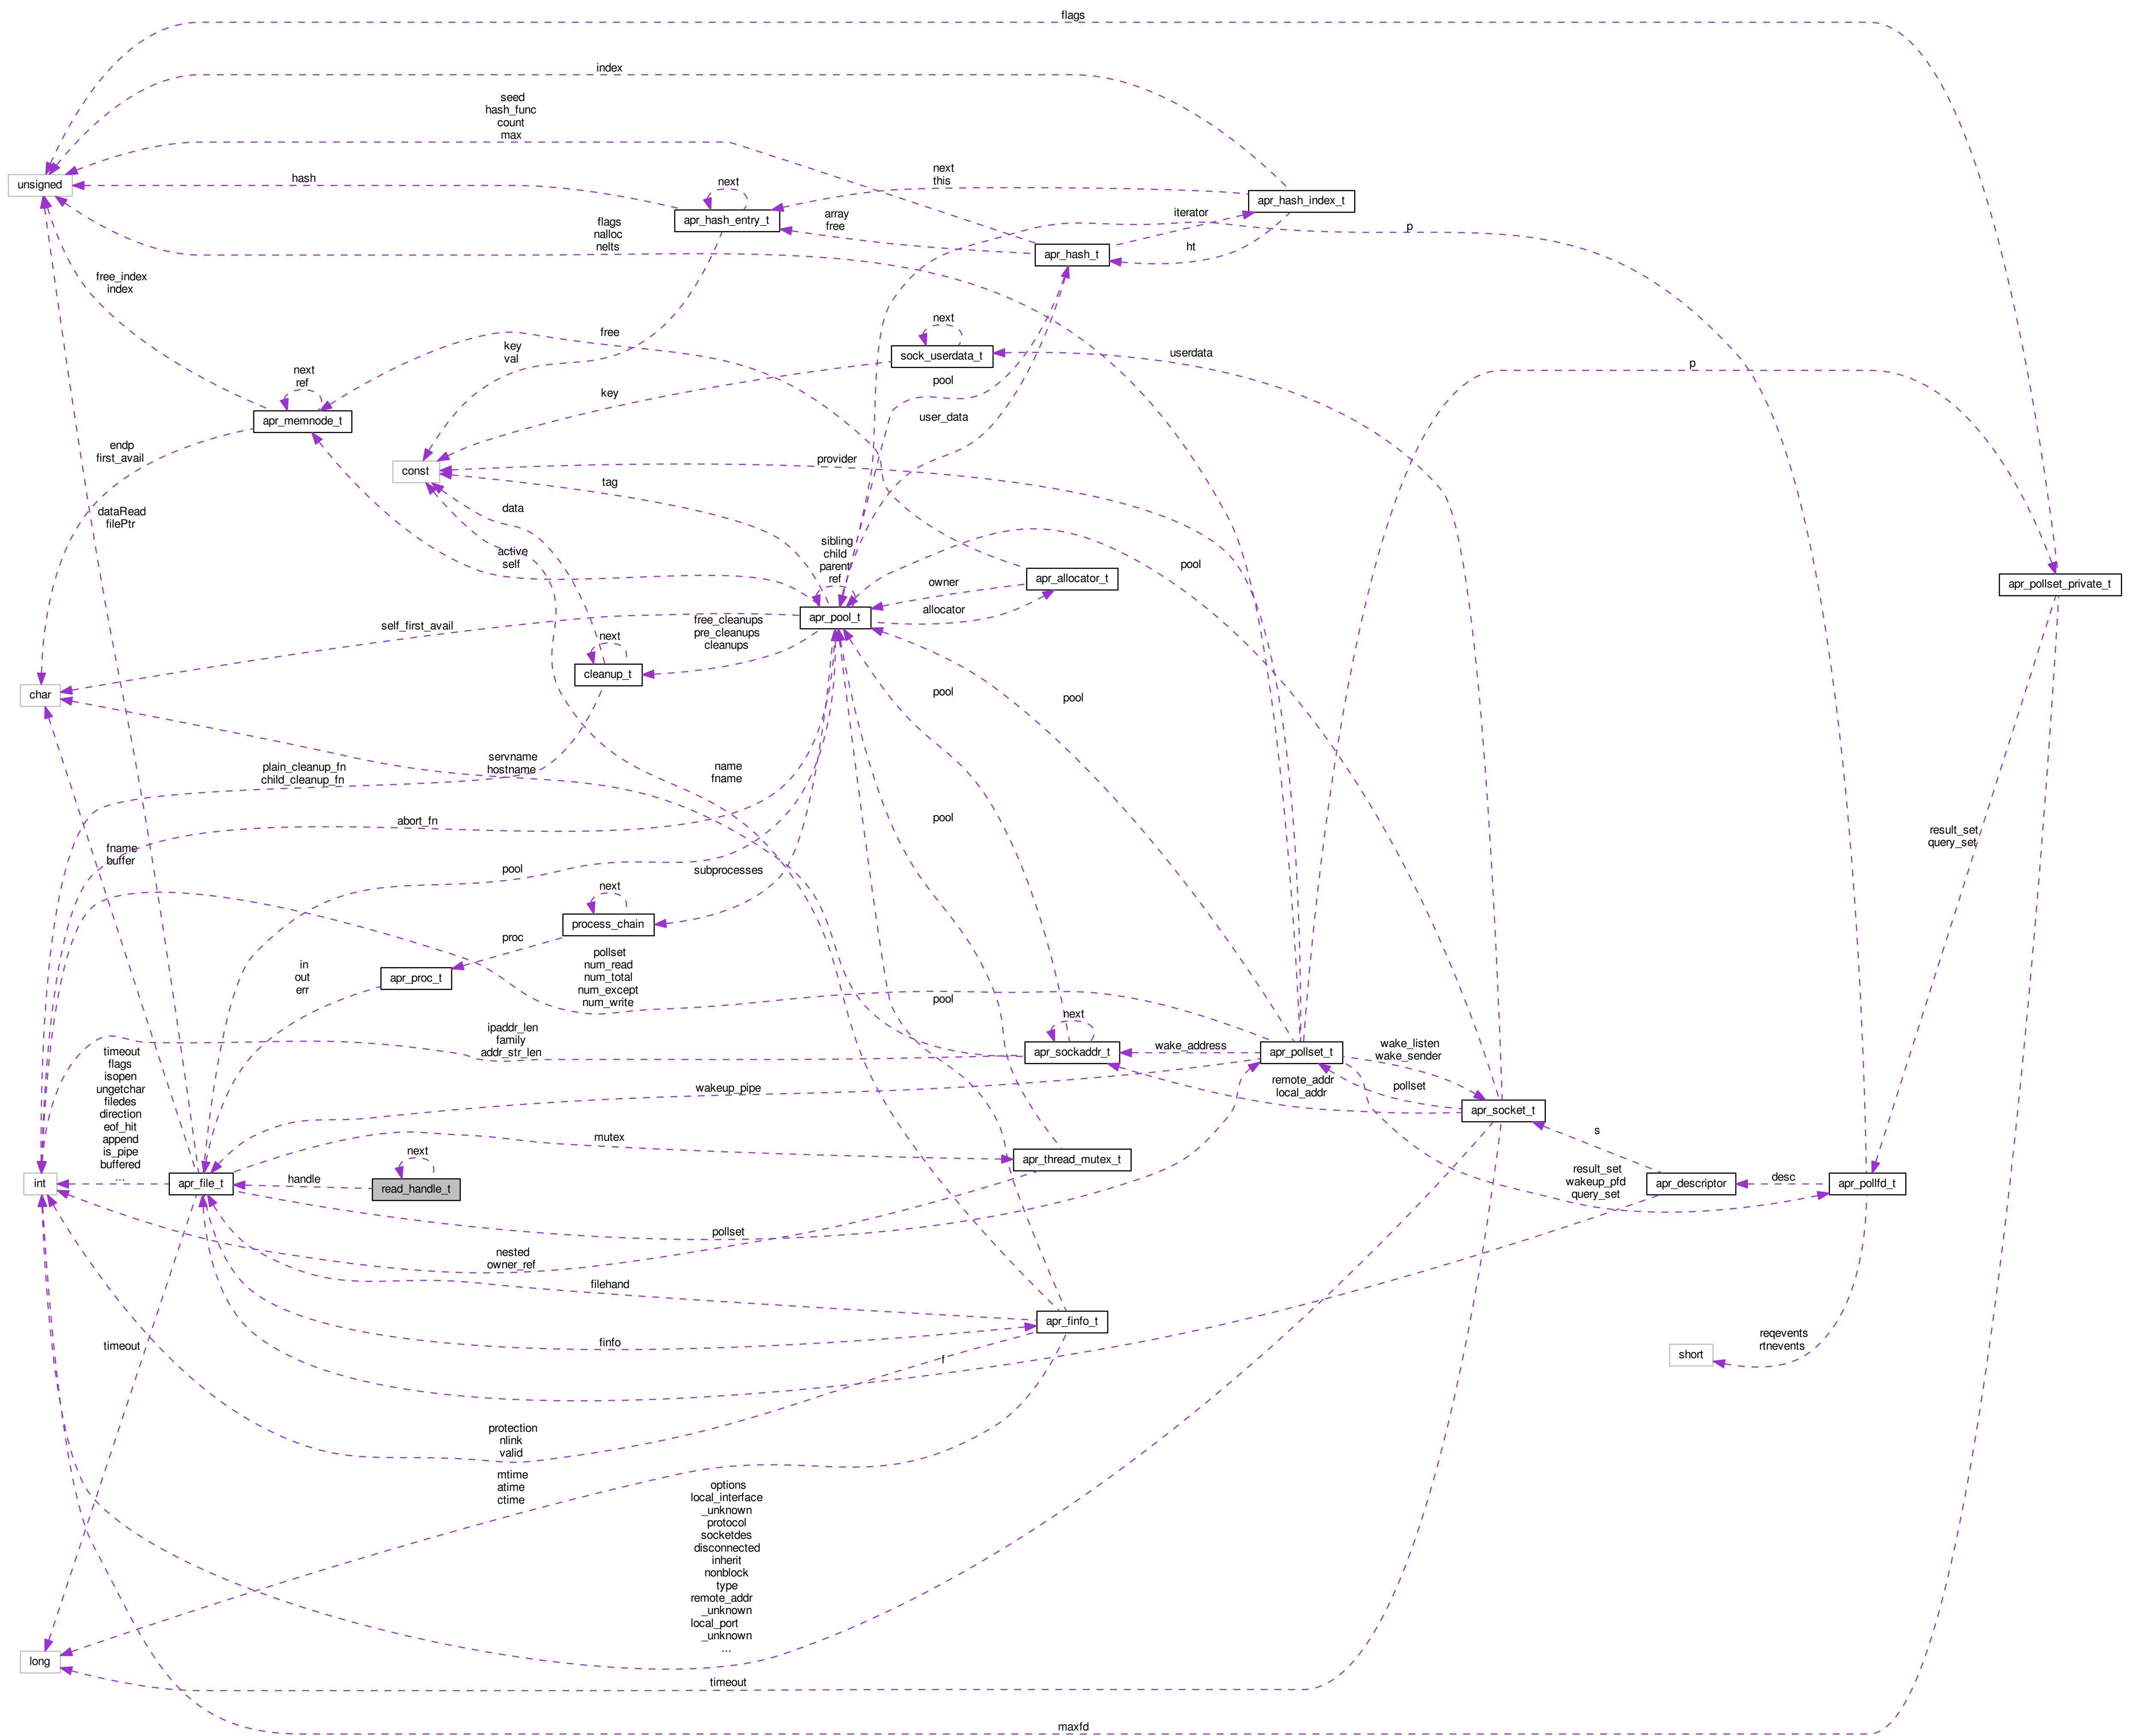 flags
index
seed
hash_func
count
max
unsigned
hash
next
next
this
apr_hash_index_t
apr_hash_entry_t
array
free
iterator
p
flags
nalloc
nelts
ht
apr_hash_t
free_index
index
free
key
val
next
sock_userdata_t
userdata
p
next
ref
pool
key
apr_memnode_t
user_data
endp
first_avail
const
provider
tag
data
dataRead
filePtr
active
self
sibling
child
parent
ref
pool
owner
apr_allocator_t
apr_pollset_private_t
allocator
apr_pool_t
self_first_avail
free_cleanups
pre_cleanups
cleanups
next
cleanup_t
char
pool
pool
servname
hostname
plain_cleanup_fn
child_cleanup_fn
name
fname
abort_fn
pool
result_set
query_set
fname
buffer
pool
subprocesses
next
process_chain
proc
pollset
num_read
num_total
num_except
num_write
in
out
err
apr_proc_t
pool
next
ipaddr_len
family
addr_str_len
apr_sockaddr_t
wake_address
apr_pollset_t
wake_listen
wake_sender
timeout
flags
isopen
ungetchar
filedes
direction
eof_hit
append
is_pipe
buffered
...
wakeup_pipe
remote_addr
local_addr
pollset
apr_socket_t
s
mutex
next
apr_thread_mutex_t
int
apr_file_t
handle
read_handle_t
result_set
wakeup_pfd
query_set
apr_descriptor
desc
apr_pollfd_t
pollset
nested
owner_ref
filehand
apr_finfo_t
finfo
timeout
f
short
reqevents
rtnevents
protection
nlink
valid
mtime
atime
ctime
options
local_interface
_unknown
protocol
socketdes
disconnected
inherit
nonblock
type
remote_addr
_unknown
local_port
_unknown
...
long
timeout
maxfd